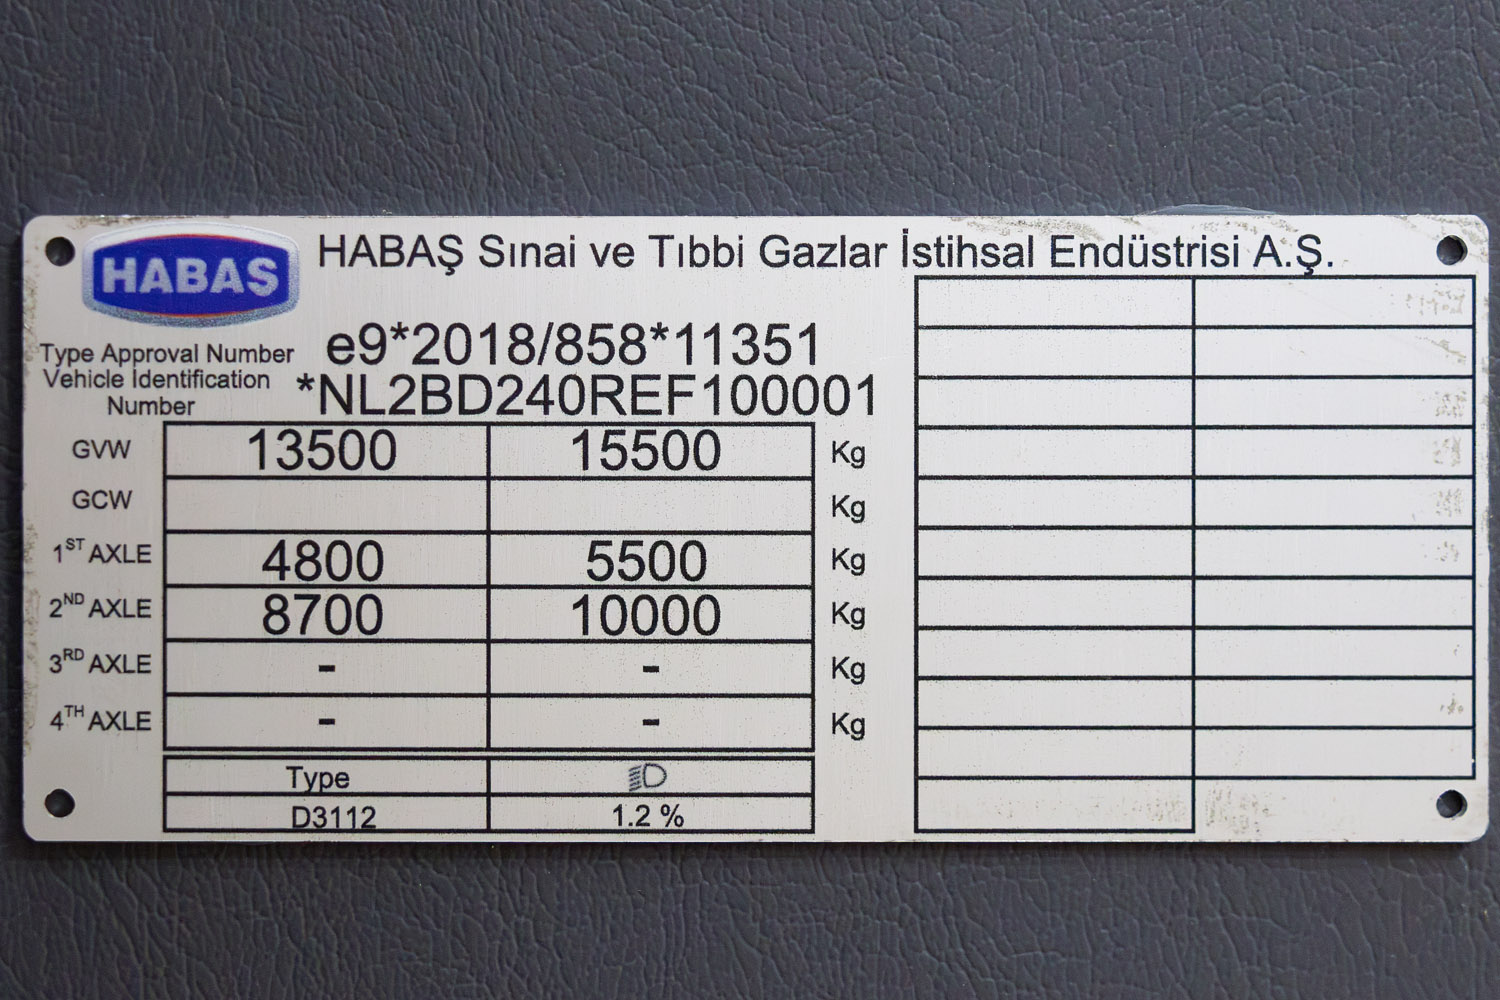 HABAŞ
HABAŞ Sınai ve Tıbbi Gazlar İstihsal Endüstrisi A.Ş.
Type Approval Number e9*2018/858*11351
Vehicle Identification Number *NL2BD240REF100001
GVW 13500 15500 Kg
GCW Kg
1ST AXLE 4800 5500 Kg
2ND AXLE 8700 10000 Kg
3RD AXLE - - Kg
4TH AXLE - - Kg
Type
D3112 1.2 %